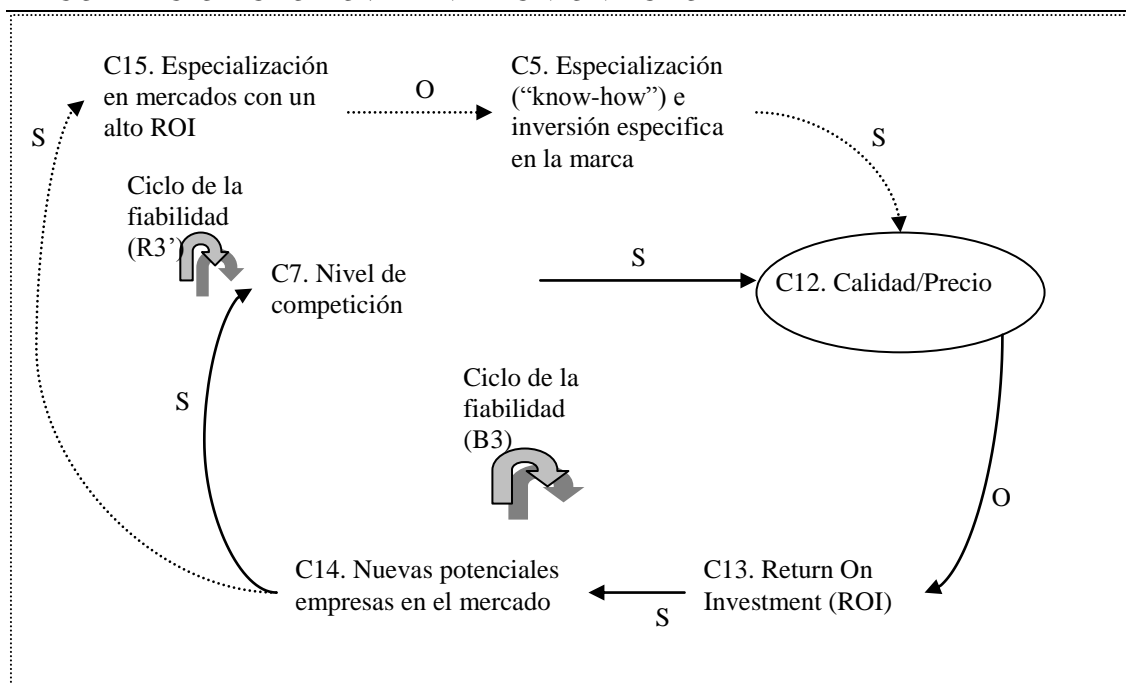 C15. Especialización
en mercados con un
alto ROI
O
C5. Especialización
(“know-how”) e
inversión especifica
en la marca
S
S
Ciclo de la
fiabilidad
(R3’)
C7. Nivel de
competición
S
C12. Calidad/Precio
S
Ciclo de la
fiabilidad
(B3)
O
C14. Nuevas potenciales
empresas en el mercado
S
C13. Return On
Investment (ROI)